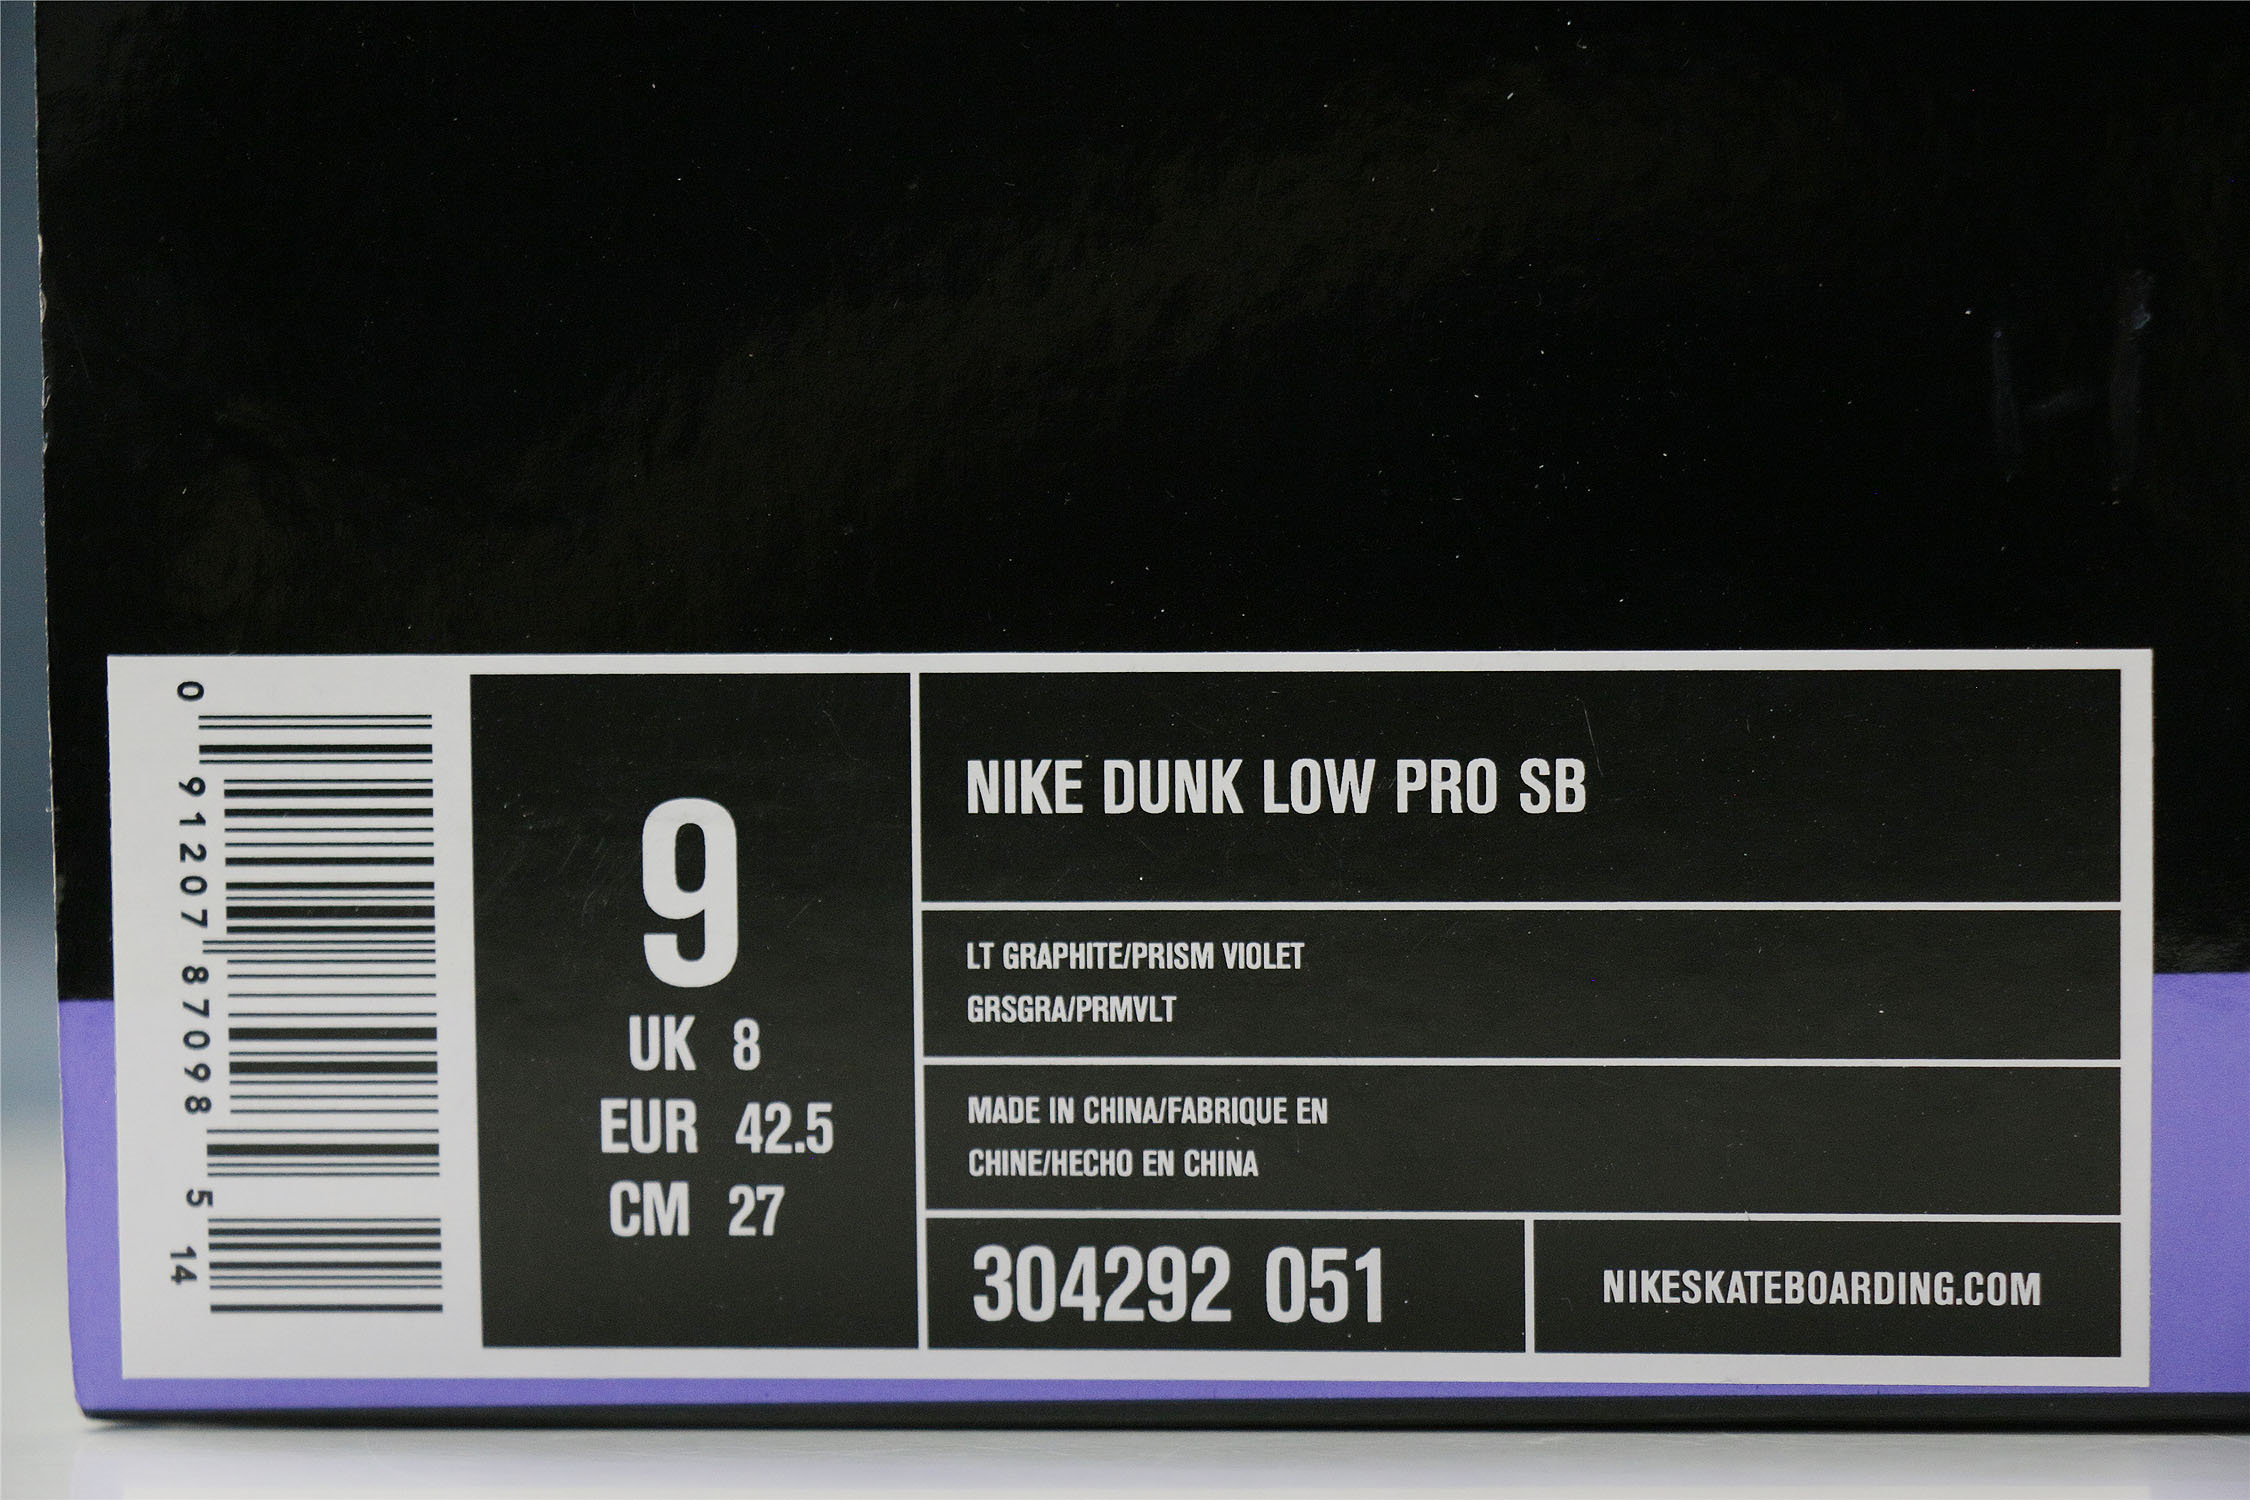 0 91207 87098 5 14
9
UK 8
EUR 42.5
CM 27
NIKE DUNK LOW PRO SB
LT GRAPHITE/PRISM VIOLET
GRSGRA/PRMVLT
MADE IN CHINA/FABRIQUE EN
CHINE/HECHO EN CHINA
304292 051
NIKESKATEBOARDING.COM